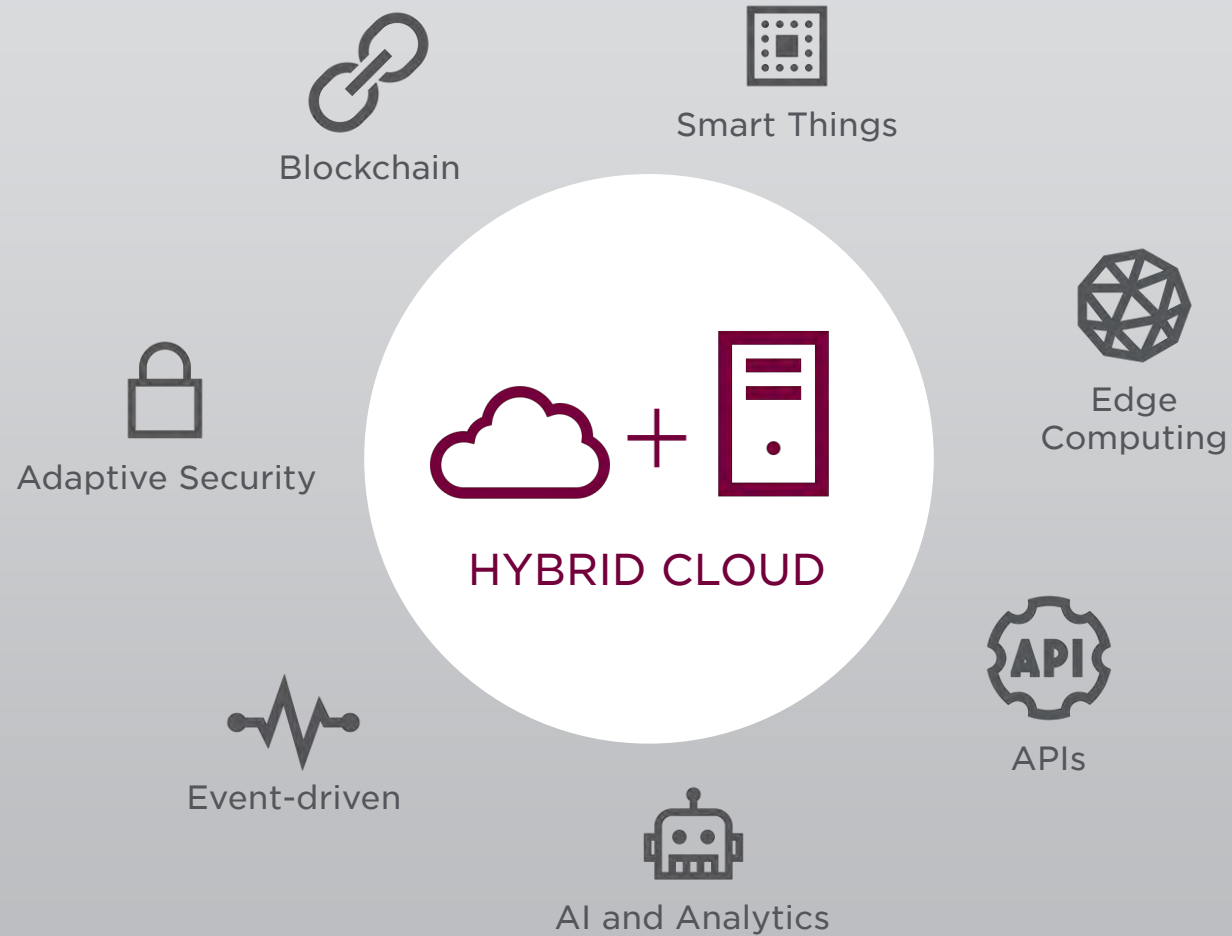 Smart Things
Blockchain
Edge
Computing
Adaptive Security
HYBRID CLOUD
API
APIs
Event-driven
AI and Analytics